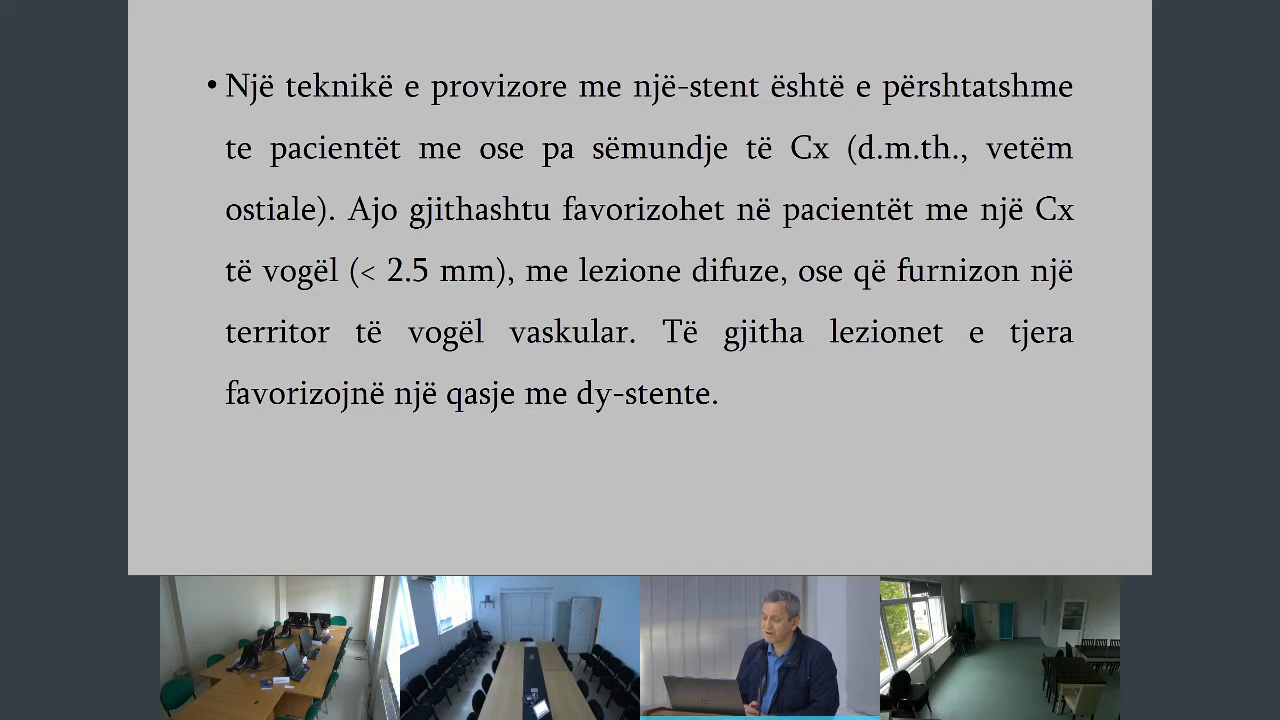 • Një teknikë e provizore me një-stent është e përshtatshme
te pacientët me ose pa sëmundje të Cx (d.m.th., vetëm
ostiale). Ajo gjithashtu favorizohet në pacientët me një Cx
të vogël (< 2.5 mm), me lezione difuze, ose që furnizon një
territor të vogël vaskular. Të gjitha lezionet e tjera
favorizojnë një qasje me dy-stente.